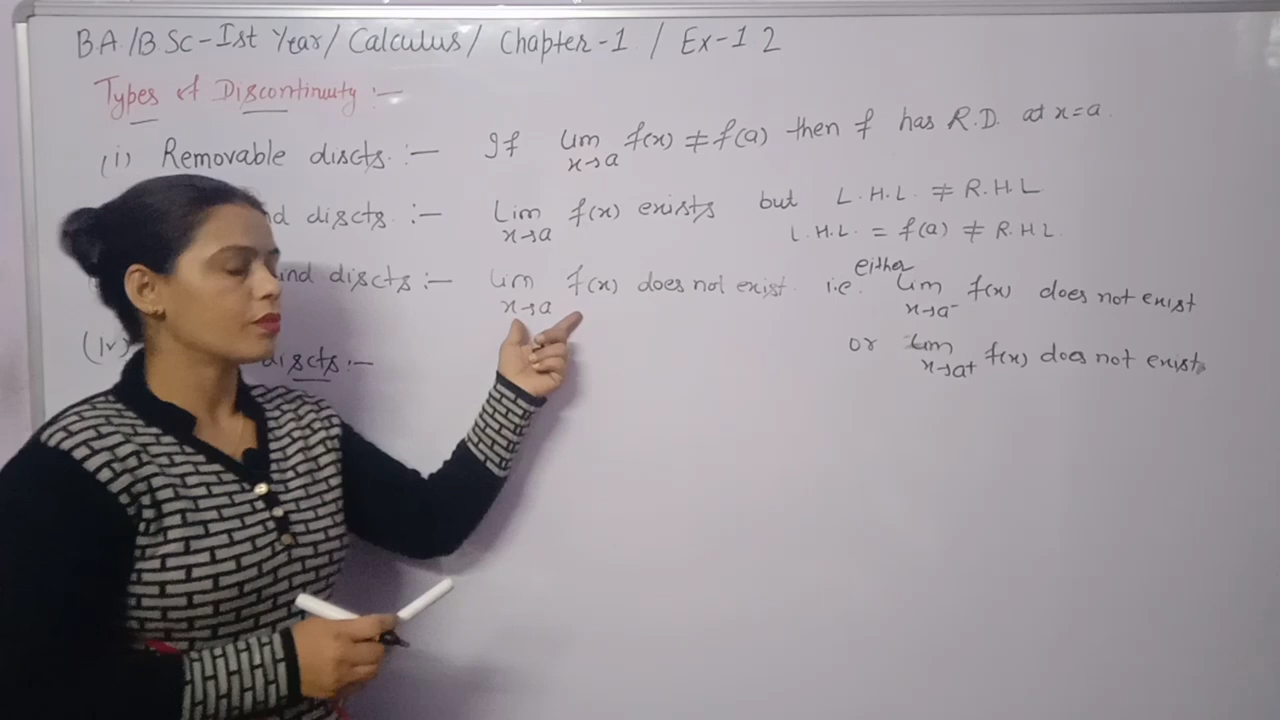 B.A./B Sc-Ist Year/ Calculus/ Chapter-1 / Ex-1 2
Types of Discontinuity :-
(i) Removable discts. :- If lim x→a f(x) ≠ f(a) then f has R.D. at x=a.
discts. :- Lim x→a f(x) exists but L.H.L. ≠ R.H.L
L.H.L. = f(a) ≠ R.H.L.
discts :- Lim x→a f(x) does not exist. i.e. either Lim x→a⁻ f(x) does not exist
or Lim x→a⁺ f(x) does not exist
(iv) discts :-